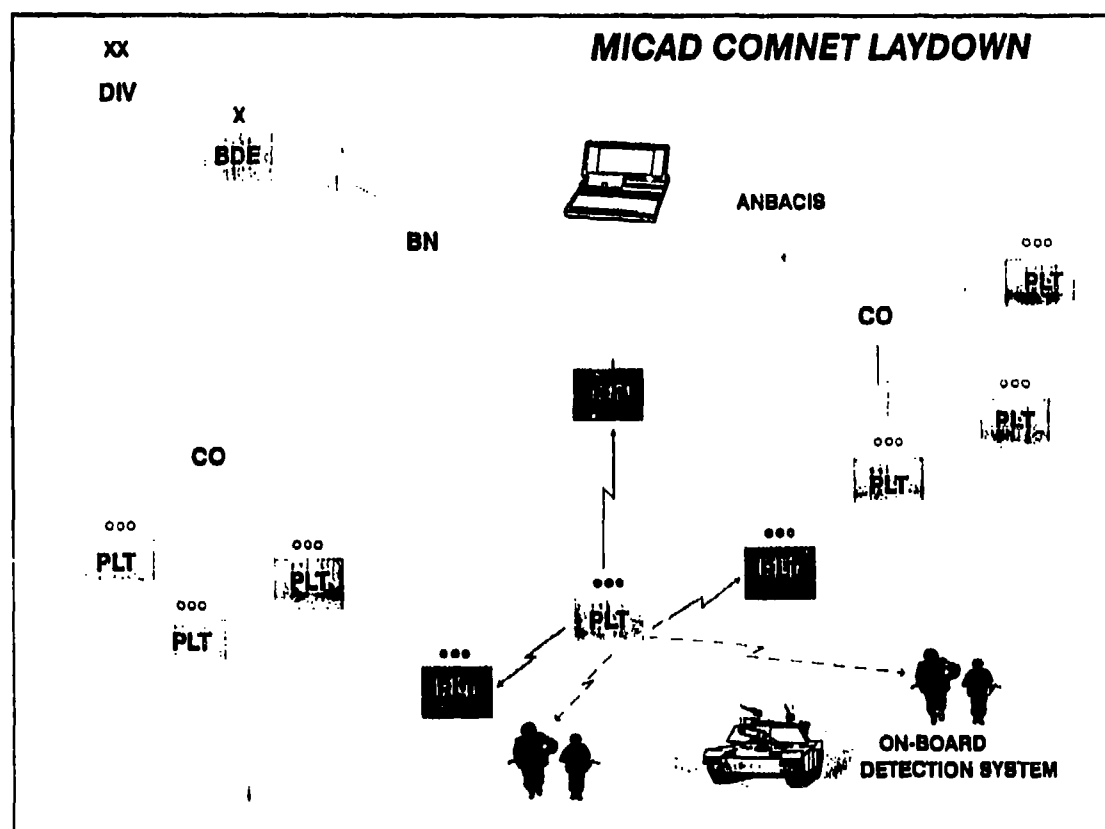 XX
MICAD COMNET LAYDOWN
DIV
X
BDE
ANBACIS
BN
PLT
CO
PLT
CO
PLT
PLT
PLT
PLT
PLT
PLT
ON-BOARD
DETECTION SYSTEM